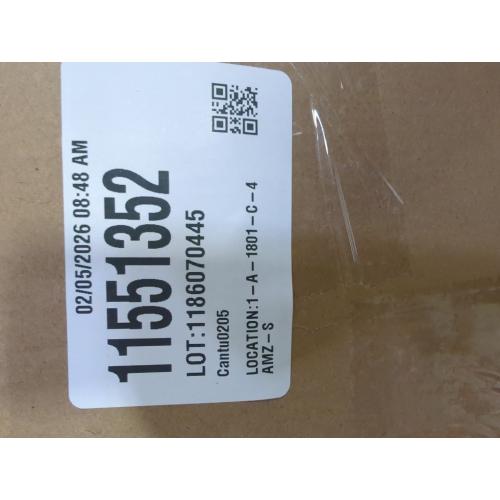 02/05/2026 08:48 AM
11551352
LOT:1186070445
Cantu0205
LOCATION:1-A-1801-C-4
AMZ-S